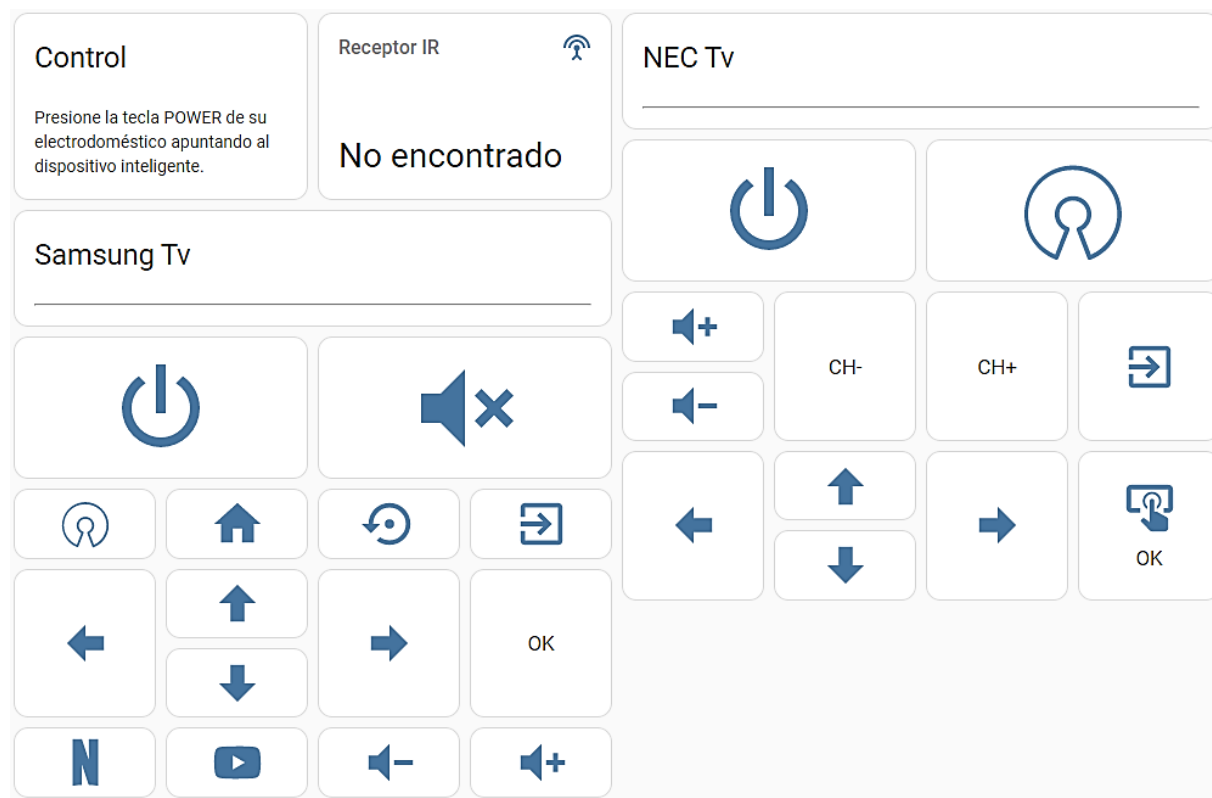 Control
Presione la tecla POWER de su
electrodoméstico apuntando al
dispositivo inteligente.
Receptor IR
No encontrado
Samsung Tv
OK
NEC Tv
CH-
CH+
OK